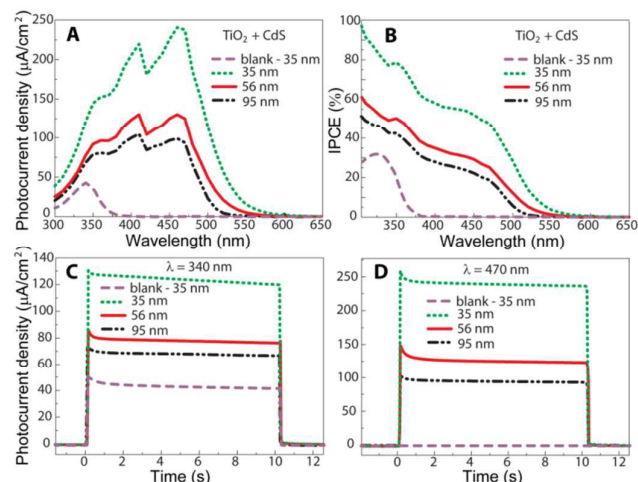 A
TiO₂ + CdS
blank - 35 nm
35 nm
56 nm
95 nm
Photocurrent density (μA/cm²)
250
200
150
100
50
0
300 350 400 450 500 550 600 650
Wavelength (nm)
B
TiO₂ + CdS
blank - 35 nm
35 nm
56 nm
95 nm
IPCE (%)
100
80
60
40
20
0
350 400 450 500 550 600 650
Wavelength (nm)
C
λ = 340 nm
blank - 35 nm
35 nm
56 nm
95 nm
Photocurrent density (μA/cm²)
140
120
100
80
60
40
20
0
0 2 4 6 8 10 12
Time (s)
D
λ = 470 nm
blank - 35 nm
35 nm
56 nm
95 nm
250
200
150
100
50
0
0 2 4 6 8 10 12
Time (s)